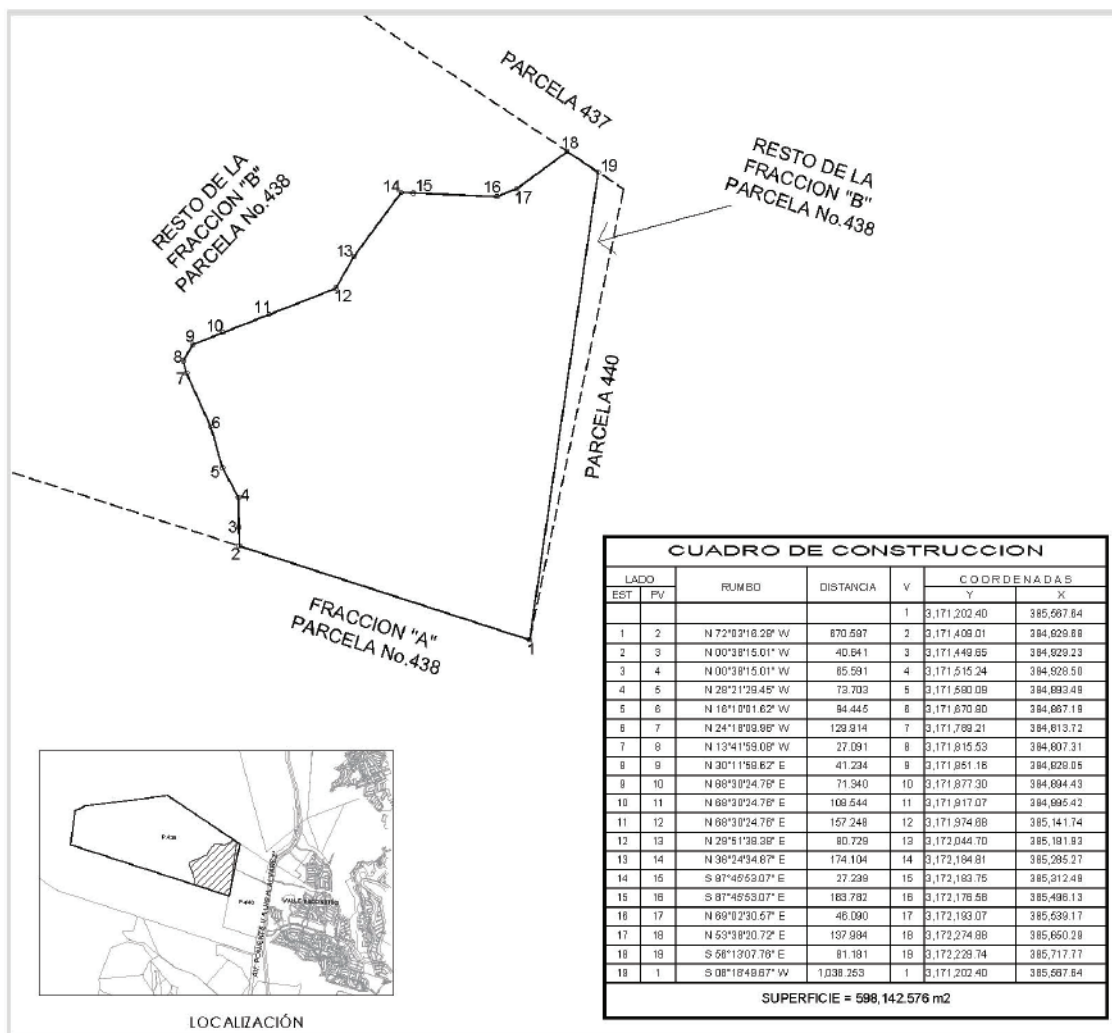 PARCELA 437
18
19
RESTO DE LA
FRACCION "B"
PARCELA No.438
14
15
16
17
RESTO DE LA
FRACCION "B"
PARCELA No.438
13
12
11
10
9
8
7
6
5
4
3
2
1
PARCELA 440
FRACCION "A"
PARCELA No.438
CUADRO DE CONSTRUCCION
LADO RUMBO DISTANCIA V COORDENADAS
EST PV Y X
1 3,171,202.40 385,567.64
1 2 N 72°03'16.28" W 670.597 2 3,171,409.01 384,929.68
2 3 N 00°38'15.01" W 40.641 3 3,171,449.65 384,929.23
3 4 N 00°38'15.01" W 65.591 4 3,171,515.24 384,928.50
4 5 N 28°21'29.45" W 73.703 5 3,171,580.09 384,893.49
5 6 N 16°10'01.62" W 94.445 6 3,171,670.80 384,867.19
6 7 N 24°18'09.96" W 129.914 7 3,171,789.21 384,813.72
7 8 N 13°41'59.08" W 27.091 8 3,171,815.53 384,807.31
8 9 N 30°11'59.62" E 41.234 9 3,171,851.16 384,828.05
9 10 N 68°30'24.76" E 71.340 10 3,171,877.30 384,894.43
10 11 N 68°30'24.76" E 108.544 11 3,171,917.07 384,995.42
11 12 N 68°30'24.76" E 157.248 12 3,171,974.68 385,141.74
12 13 N 29°51'38.38" E 80.729 13 3,172,044.70 385,181.93
13 14 N 36°24'34.87" E 174.104 14 3,172,184.81 385,285.27
14 15 S 87°45'53.07" E 27.239 15 3,172,183.75 385,312.49
15 16 S 87°45'53.07" E 183.782 16 3,172,176.58 385,496.13
16 17 N 69°02'30.57" E 46.090 17 3,172,193.07 385,539.17
17 18 N 53°38'20.72" E 137.984 18 3,172,274.88 385,650.29
18 19 S 56°13'07.76" E 81.181 19 3,172,229.74 385,717.77
19 1 S 08°18'49.67" W 1,038.253 1 3,171,202.40 385,567.64
SUPERFICIE = 598,142.576 m2
LOCALIZACIÓN